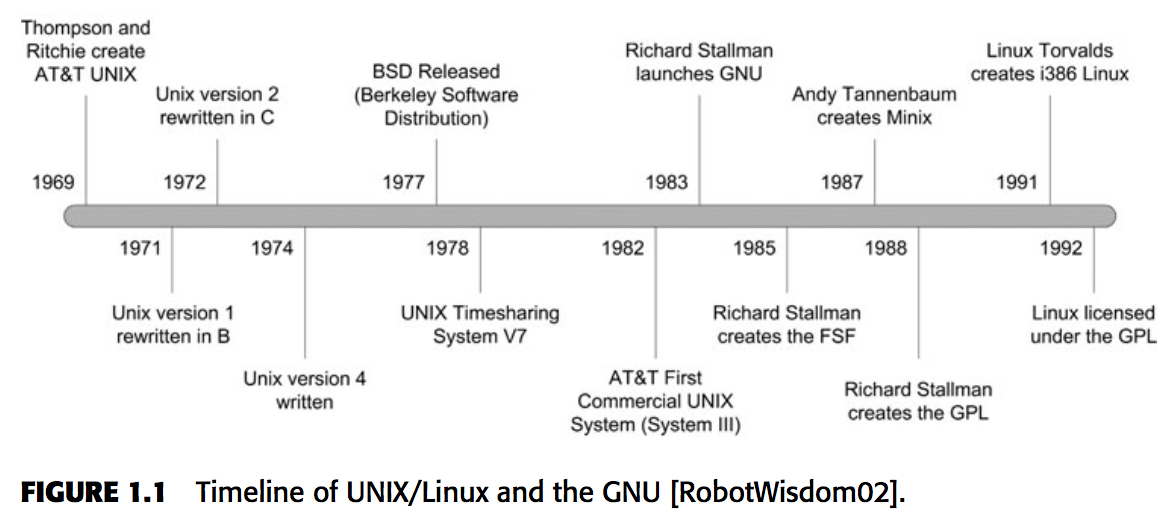 Thompson and
Ritchie create
AT&T UNIX
1969
Unix version 1
rewritten in B
1971
Unix version 2
rewritten in C
1972
Unix version 4
written
1974
BSD Released
(Berkeley Software
Distribution)
1977
UNIX Timesharing
System V7
1978
AT&T First
Commercial UNIX
System (System III)
1982
Richard Stallman
launches GNU
1983
Richard Stallman
creates the FSF
1985
Andy Tannenbaum
creates Minix
1987
Richard Stallman
creates the GPL
1988
Linux Torvalds
creates i386 Linux
1991
Linux licensed
under the GPL
1992
FIGURE 1.1 Timeline of UNIX/Linux and the GNU [RobotWisdom02].